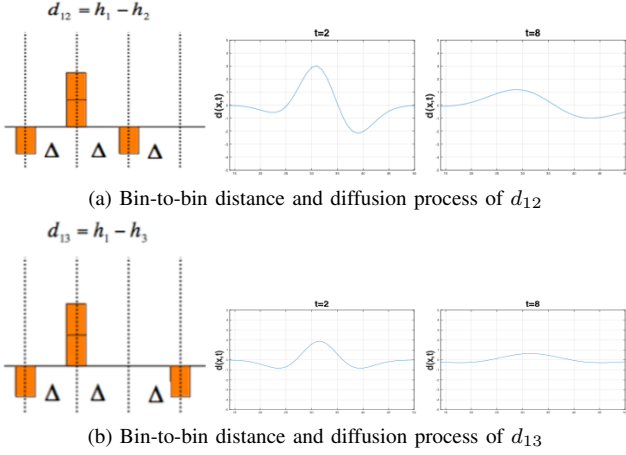 d12 = h1 − h2
t=2
t=8
d(x,t)
d(x,t)
Δ Δ Δ
(a) Bin-to-bin distance and diffusion process of d12
d13 = h1 − h3
t=2
t=8
d(x,t)
d(x,t)
Δ Δ Δ
(b) Bin-to-bin distance and diffusion process of d13